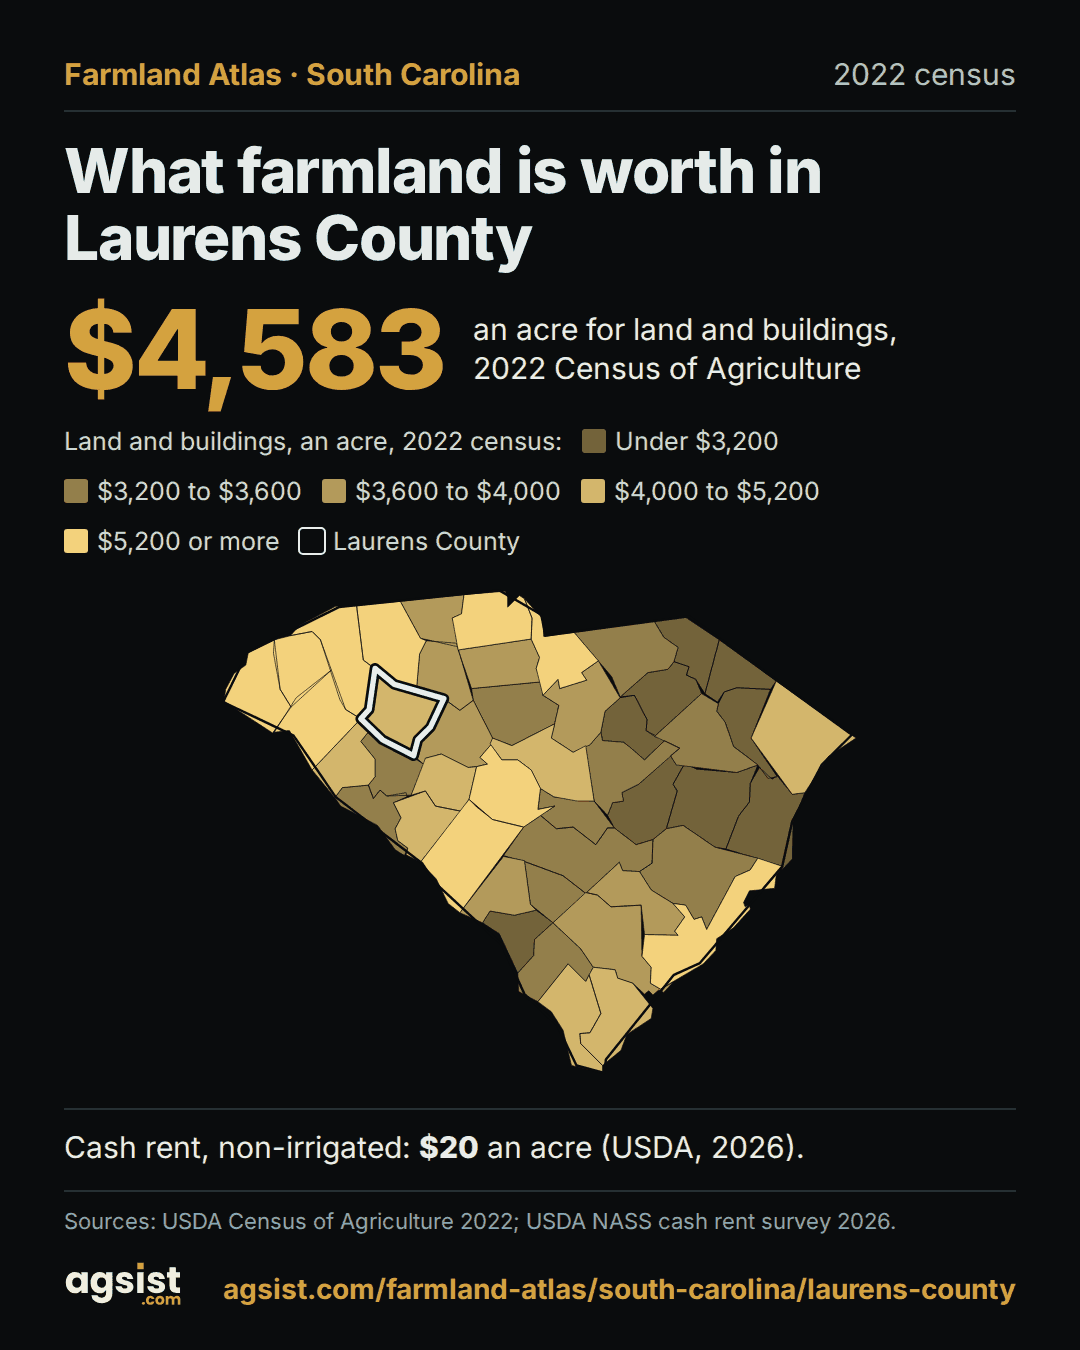 Farmland Atlas · South Carolina
2022 census
What farmland is worth in
Laurens County
$4,583
an acre for land and buildings,
2022 Census of Agriculture
Land and buildings, an acre, 2022 census: Under $3,200
$3,200 to $3,600 $3,600 to $4,000 $4,000 to $5,200
$5,200 or more Laurens County
Cash rent, non-irrigated: $20 an acre (USDA, 2026).
Sources: USDA Census of Agriculture 2022; USDA NASS cash rent survey 2026.
agsist
.com
agsist.com/farmland-atlas/south-carolina/laurens-county